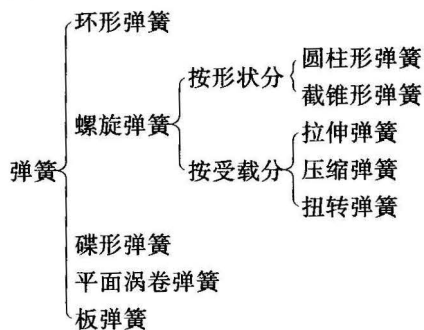 环形弹簧
圆柱形弹簧
按形状分
截锥形弹簧
螺旋弹簧
拉伸弹簧
弹簧
按受载分
压缩弹簧
扭转弹簧
碟形弹簧
平面涡卷弹簧
板弹簧